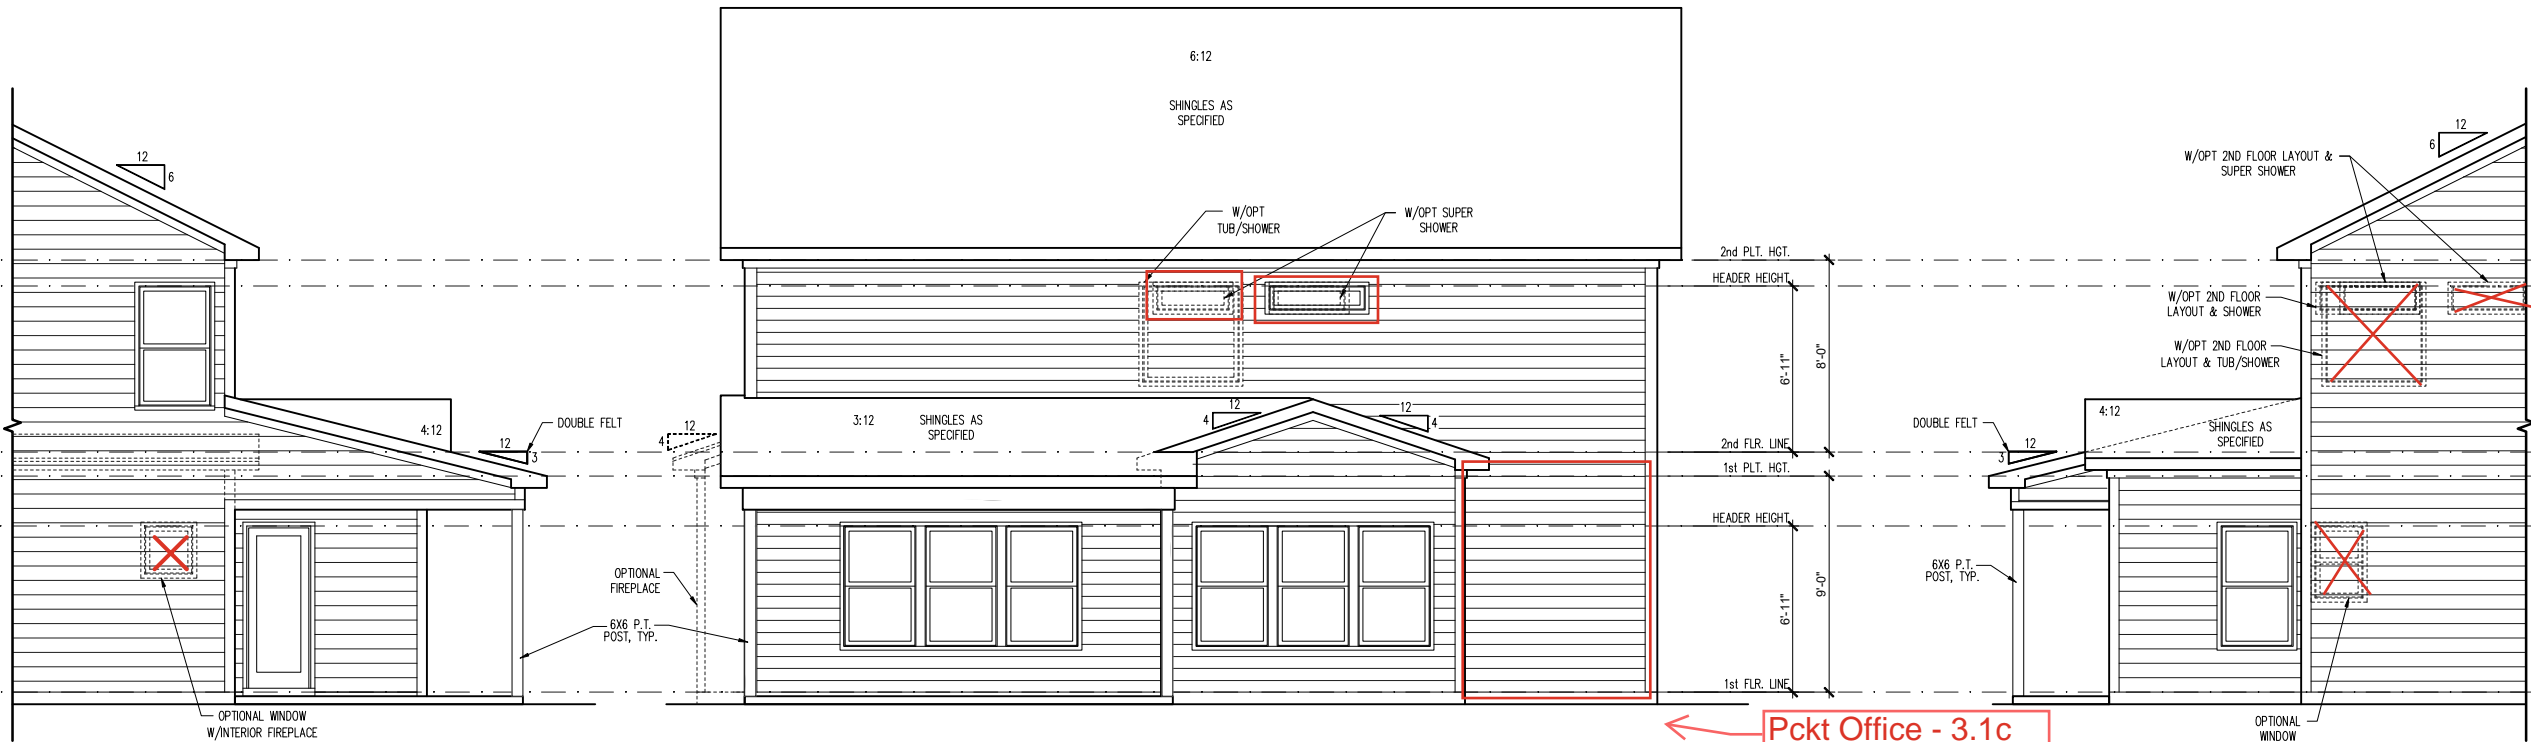 12
6
4:12
12
3
DOUBLE FELT
OPTIONAL WINDOW
W/INTERIOR FIREPLACE
6:12
SHINGLES AS
SPECIFIED
W/OPT
TUB/SHOWER
W/OPT SUPER
SHOWER
12
4
3:12
SHINGLES AS
SPECIFIED
12
4
12
4
OPTIONAL
FIREPLACE
6X6 P.T.
POST, TYP.
2nd PLT. HGT.
HEADER HEIGHT
2nd FLR. LINE
1st PLT. HGT.
HEADER HEIGHT
1st FLR. LINE
6'-11"
8'-0"
6'-11"
9'-0"
Pckt Office - 3.1c
12
6
W/OPT 2ND FLOOR LAYOUT &
SUPER SHOWER
W/OPT 2ND FLOOR
LAYOUT & SHOWER
W/OPT 2ND FLOOR
LAYOUT & TUB/SHOWER
DOUBLE FELT
12
3
4:12
SHINGLES AS
SPECIFIED
6X6 P.T.
POST, TYP.
OPTIONAL
WINDOW